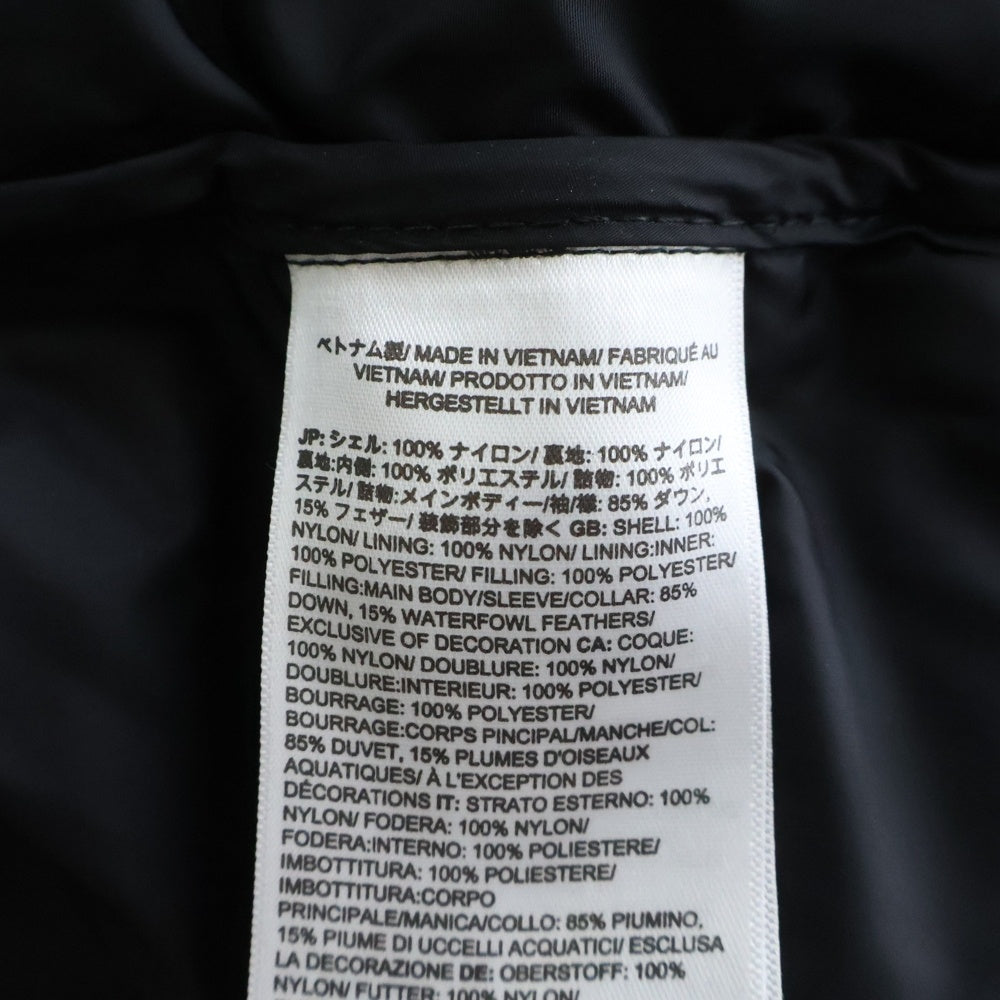 ベトナム製/ MADE IN VIETNAM/ FABRIQUÉ AU
VIETNAM/ PRODOTTO IN VIETNAM/
HERGESTELLT IN VIETNAM
JP: シェル: 100% ナイロン/ 裏地: 100% ナイロン/
裏地:内側: 100% ポリエステル/ 詰物: 100% ポリエ
ステル/ 詰物:メインボディー/袖/襟: 85% ダウン,
15% フェザー/ 装飾部分を除く GB: SHELL: 100%
NYLON/ LINING: 100% NYLON/ LINING:INNER:
100% POLYESTER/ FILLING: 100% POLYESTER/
FILLING:MAIN BODY/SLEEVE/COLLAR: 85%
DOWN, 15% WATERFOWL FEATHERS/
EXCLUSIVE OF DECORATION CA: COQUE:
100% NYLON/ DOUBLURE: 100% NYLON/
DOUBLURE:INTERIEUR: 100% POLYESTER/
BOURRAGE: 100% POLYESTER/
BOURRAGE:CORPS PINCIPAL/MANCHE/COL:
85% DUVET, 15% PLUMES D'OISEAUX
AQUATIQUES/ À L'EXCEPTION DES
DÉCORATIONS IT: STRATO ESTERNO: 100%
NYLON/ FODERA: 100% NYLON/
FODERA:INTERNO: 100% POLIESTERE/
IMBOTTITURA: 100% POLIESTERE/
IMBOTTITURA:CORPO
PRINCIPALE/MANICA/COLLO: 85% PIUMINO,
15% PIUME DI UCCELLI ACQUATICI/ ESCLUSA
LA DECORAZIONE DE: OBERSTOFF: 100%
NYLON/ FUTTER: 100% NYLON/